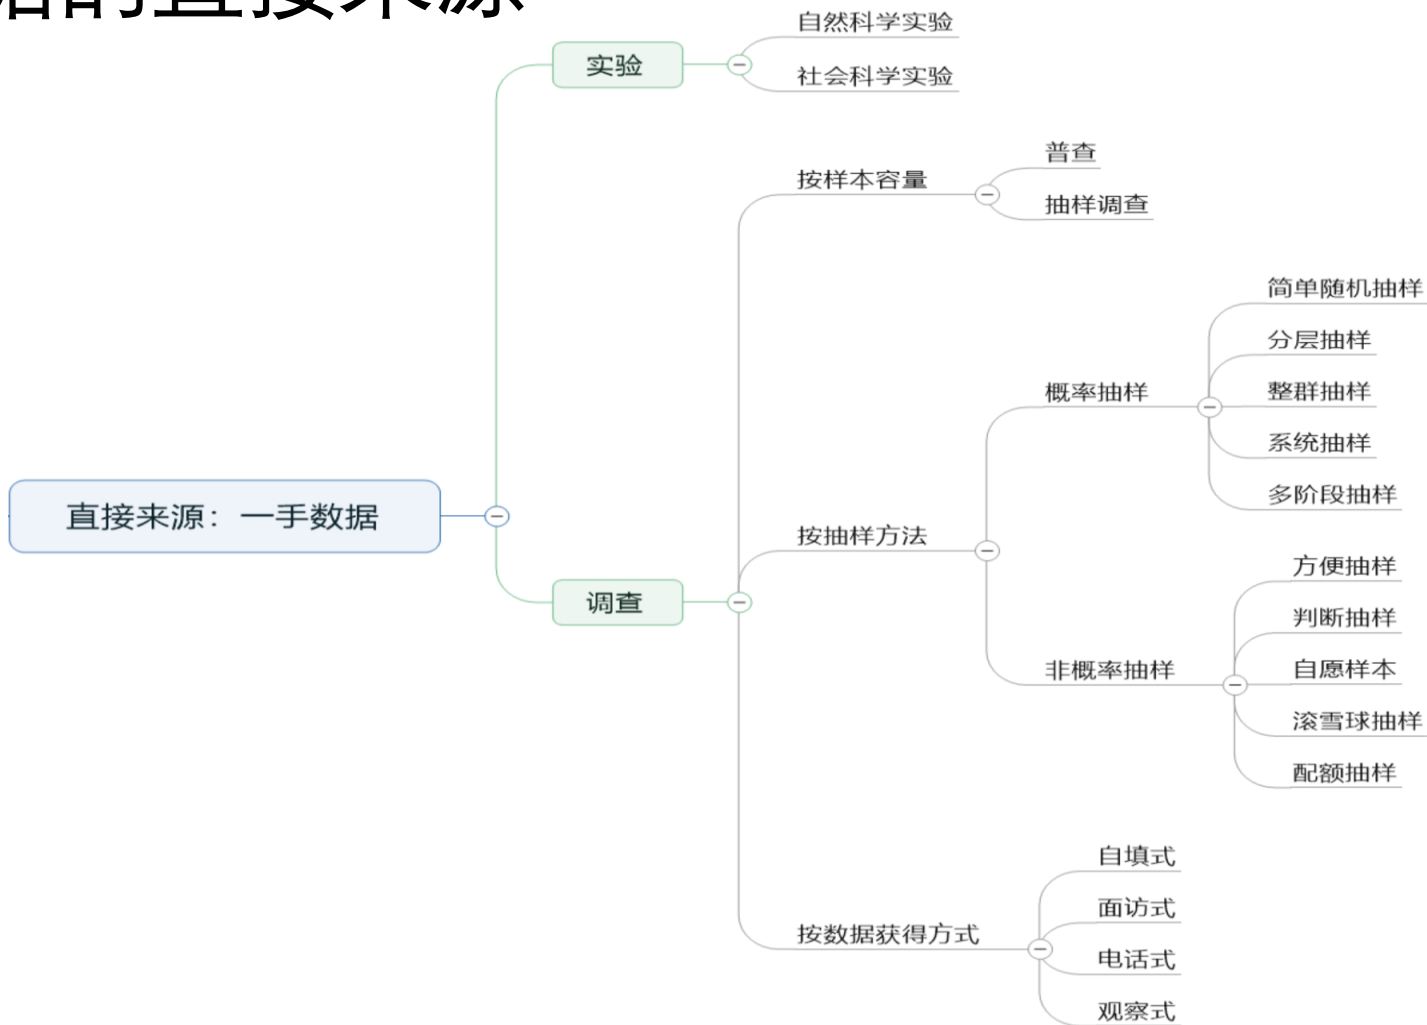 的直接来源
实验
自然科学实验
社会科学实验
直接来源：一手数据
调查
按样本容量
普查
抽样调查
按抽样方法
概率抽样
简单随机抽样
分层抽样
整群抽样
系统抽样
多阶段抽样
非概率抽样
方便抽样
判断抽样
自愿样本
滚雪球抽样
配额抽样
按数据获得方式
自填式
面访式
电话式
观察式